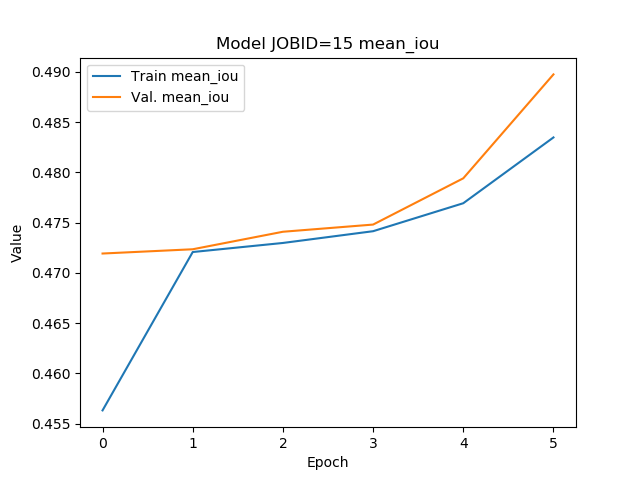 Model JOBID=15 mean_iou
Train mean_iou
Val. mean_iou
0.490
0.485
0.480
0.475
0.470
0.465
0.460
0.455
Value
0 1 2 3 4 5
Epoch